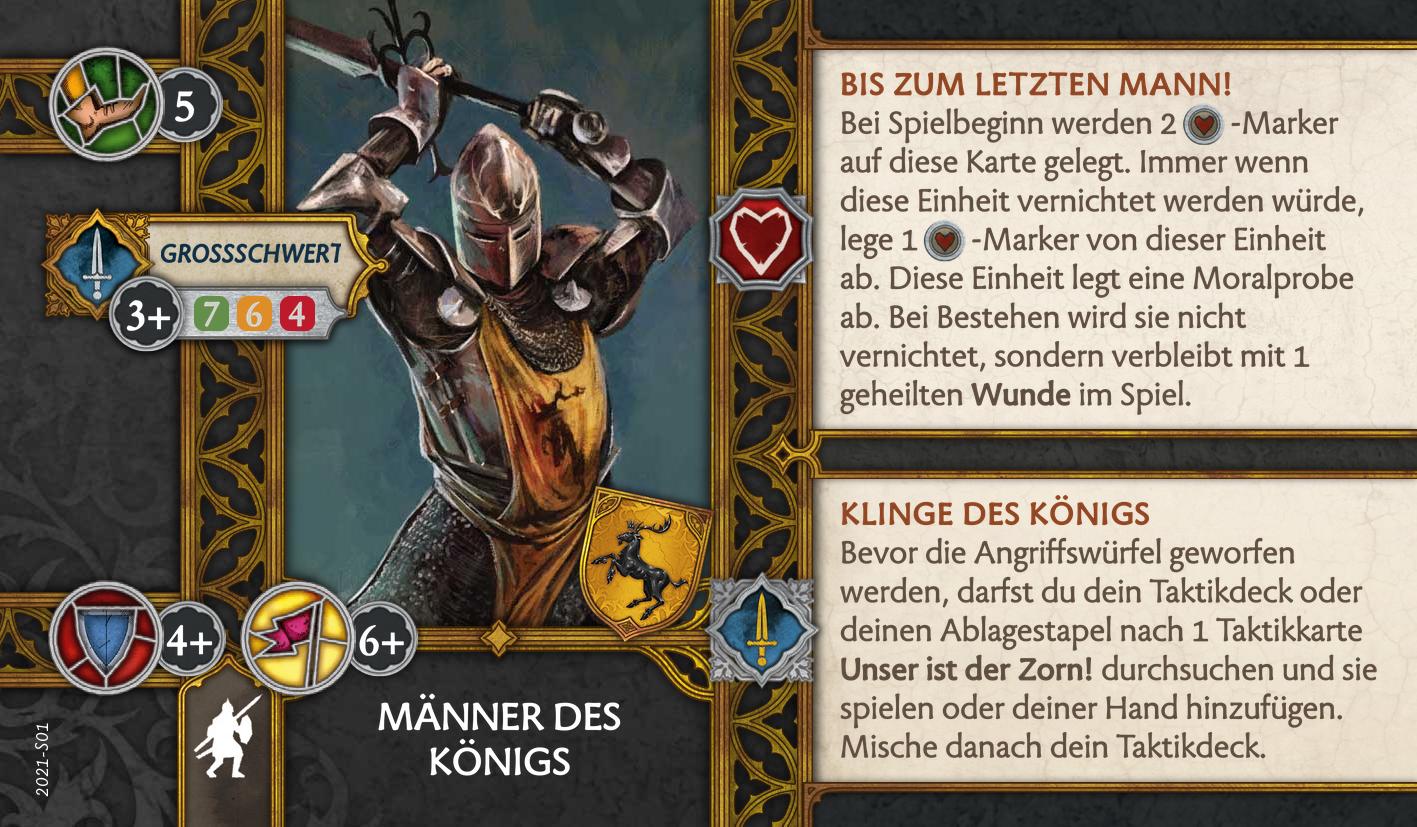 5
GROSSSCHWERT
3+ 7 6 4
4+ 6+
MÄNNER DES
KÖNIGS
2021-S01
BIS ZUM LETZTEN MANN!
Bei Spielbeginn werden 2 -Marker
auf diese Karte gelegt. Immer wenn
diese Einheit vernichtet werden würde,
lege 1 -Marker von dieser Einheit
ab. Diese Einheit legt eine Moralprobe
ab. Bei Bestehen wird sie nicht
vernichtet, sondern verbleibt mit 1
geheilten Wunde im Spiel.
KLINGE DES KÖNIGS
Bevor die Angriffswürfel geworfen
werden, darfst du dein Taktikdeck oder
deinen Ablagestapel nach 1 Taktikkarte
Unser ist der Zorn! durchsuchen und sie
spielen oder deiner Hand hinzufügen.
Mische danach dein Taktikdeck.